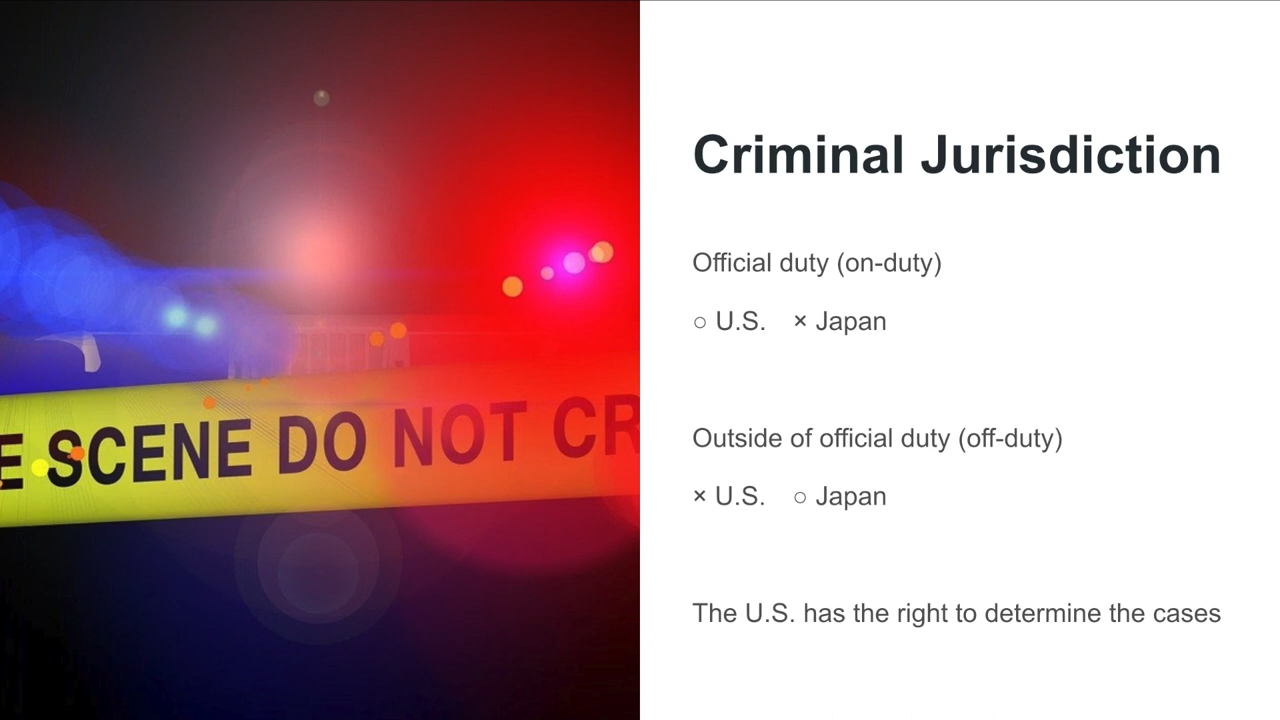 E SCENE DO NOT CR
Criminal Jurisdiction
Official duty (on-duty)
○ U.S. × Japan
Outside of official duty (off-duty)
× U.S. ○ Japan
The U.S. has the right to determine the cases